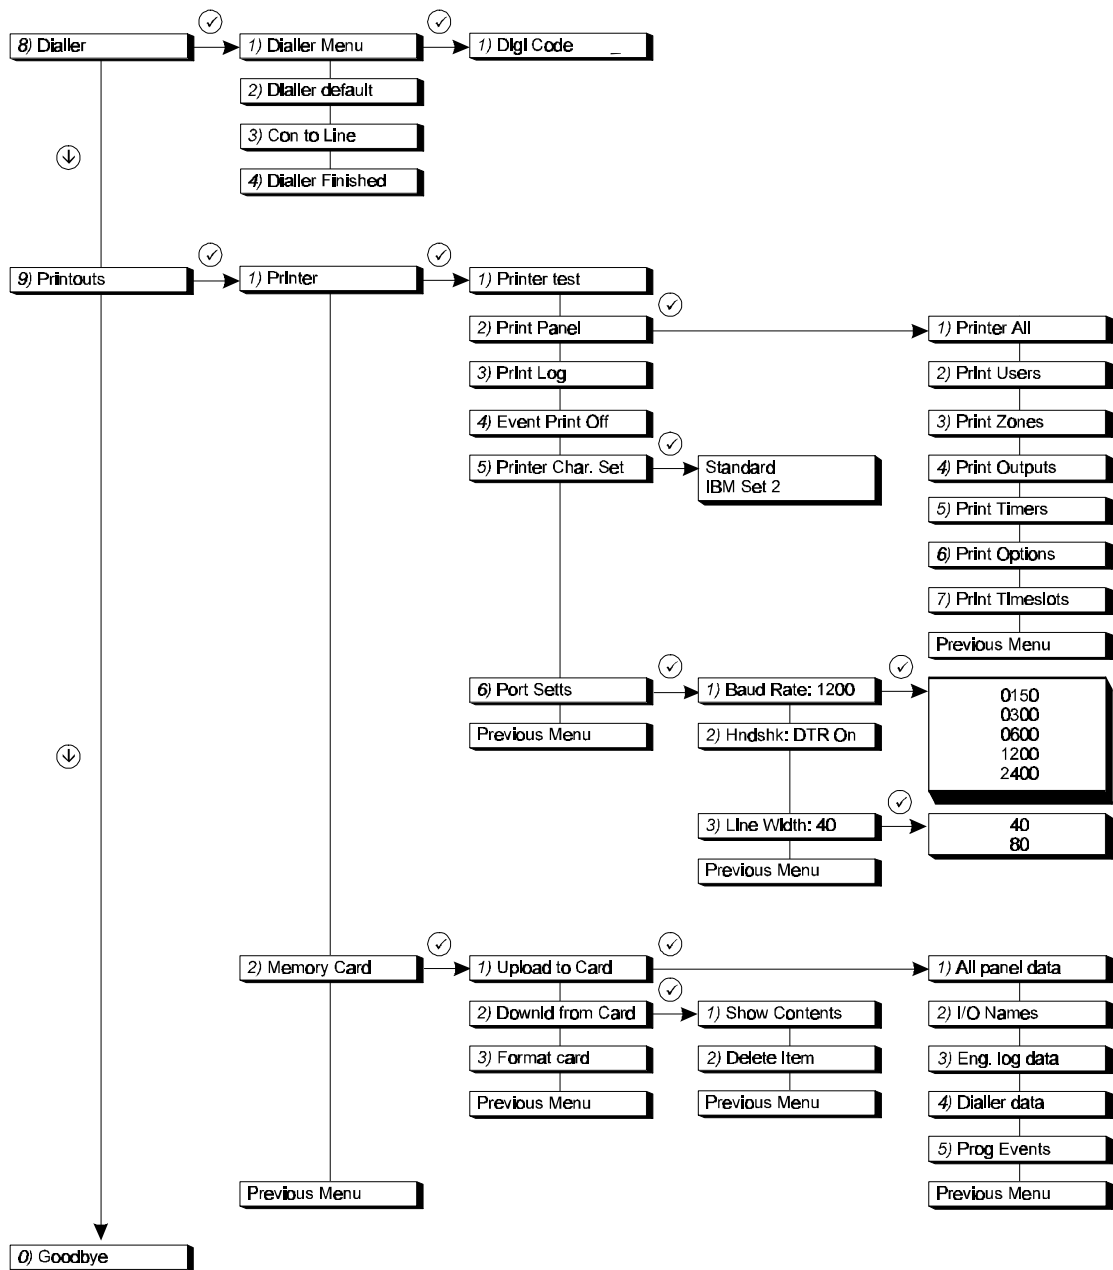 8) Dialler
1) Dialler Menu
1) Digi Code _
2) Dialler default
3) Con to Line
4) Dialler Finished
9) Printouts
1) Printer
1) Printer test
2) Print Panel
1) Printer All
2) Print Users
3) Print Zones
4) Print Outputs
5) Print Timers
6) Print Options
7) Print Timeslots
Previous Menu
3) Print Log
4) Event Print Off
5) Printer Char. Set
Standard
IBM Set 2
6) Port Setts
1) Baud Rate: 1200
0150
0300
0600
1200
2400
2) Hndshk: DTR On
3) Line Width: 40
40
80
Previous Menu
Previous Menu
2) Memory Card
1) Upload to Card
1) All panel data
2) I/O Names
3) Eng. log data
4) Dialler data
5) Prog Events
Previous Menu
2) Downld from Card
1) Show Contents
2) Delete Item
Previous Menu
3) Format card
Previous Menu
Previous Menu
0) Goodbye